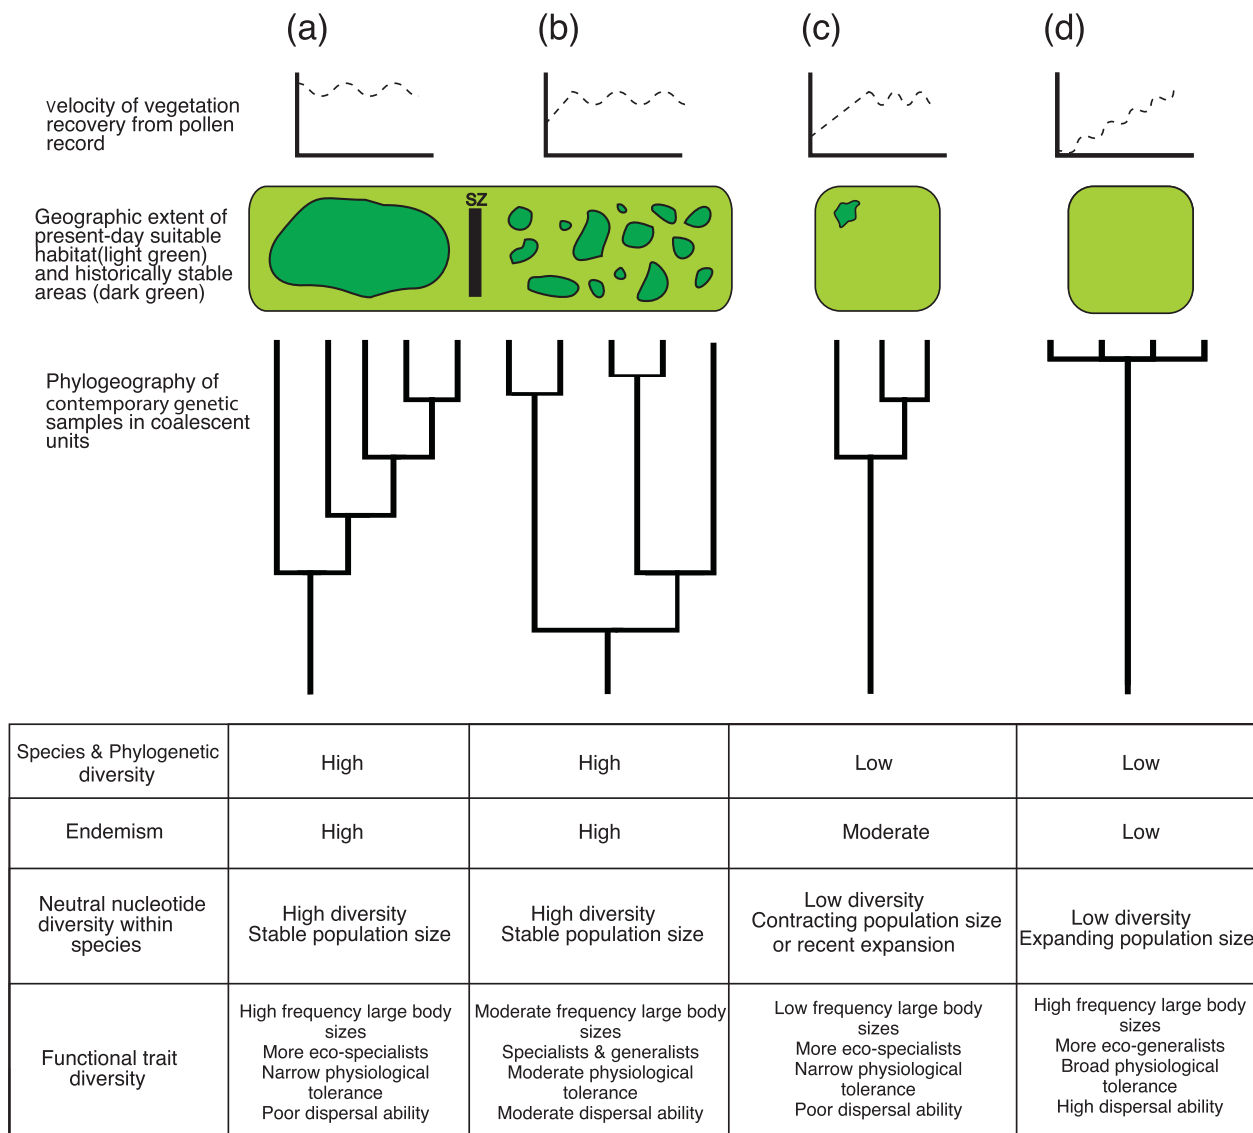 (a)
(b)
(c)
(d)
velocity of vegetation
recovery from pollen
record
SZ
Geographic extent of
present-day suitable
habitat(light green)
and historically stable
areas (dark green)
Phylogeography of
contemporary genetic
samples in coalescent
units
Species & Phylogenetic
diversity
High
High
Low
Low
Endemism
High
High
Moderate
Low
Neutral nucleotide
diversity within
species
High diversity
Stable population size
High diversity
Stable population size
Low diversity
Contracting population size
or recent expansion
Low diversity
Expanding population size
Functional trait
diversity
High frequency large body
sizes
More eco-specialists
Narrow physiological
tolerance
Poor dispersal ability
Moderate frequency large body
sizes
Specialists & generalists
Moderate physiological
tolerance
Moderate dispersal ability
Low frequency large body
sizes
More eco-specialists
Narrow physiological
tolerance
Poor dispersal ability
High frequency large body
sizes
More eco-generalists
Broad physiological
tolerance
High dispersal ability